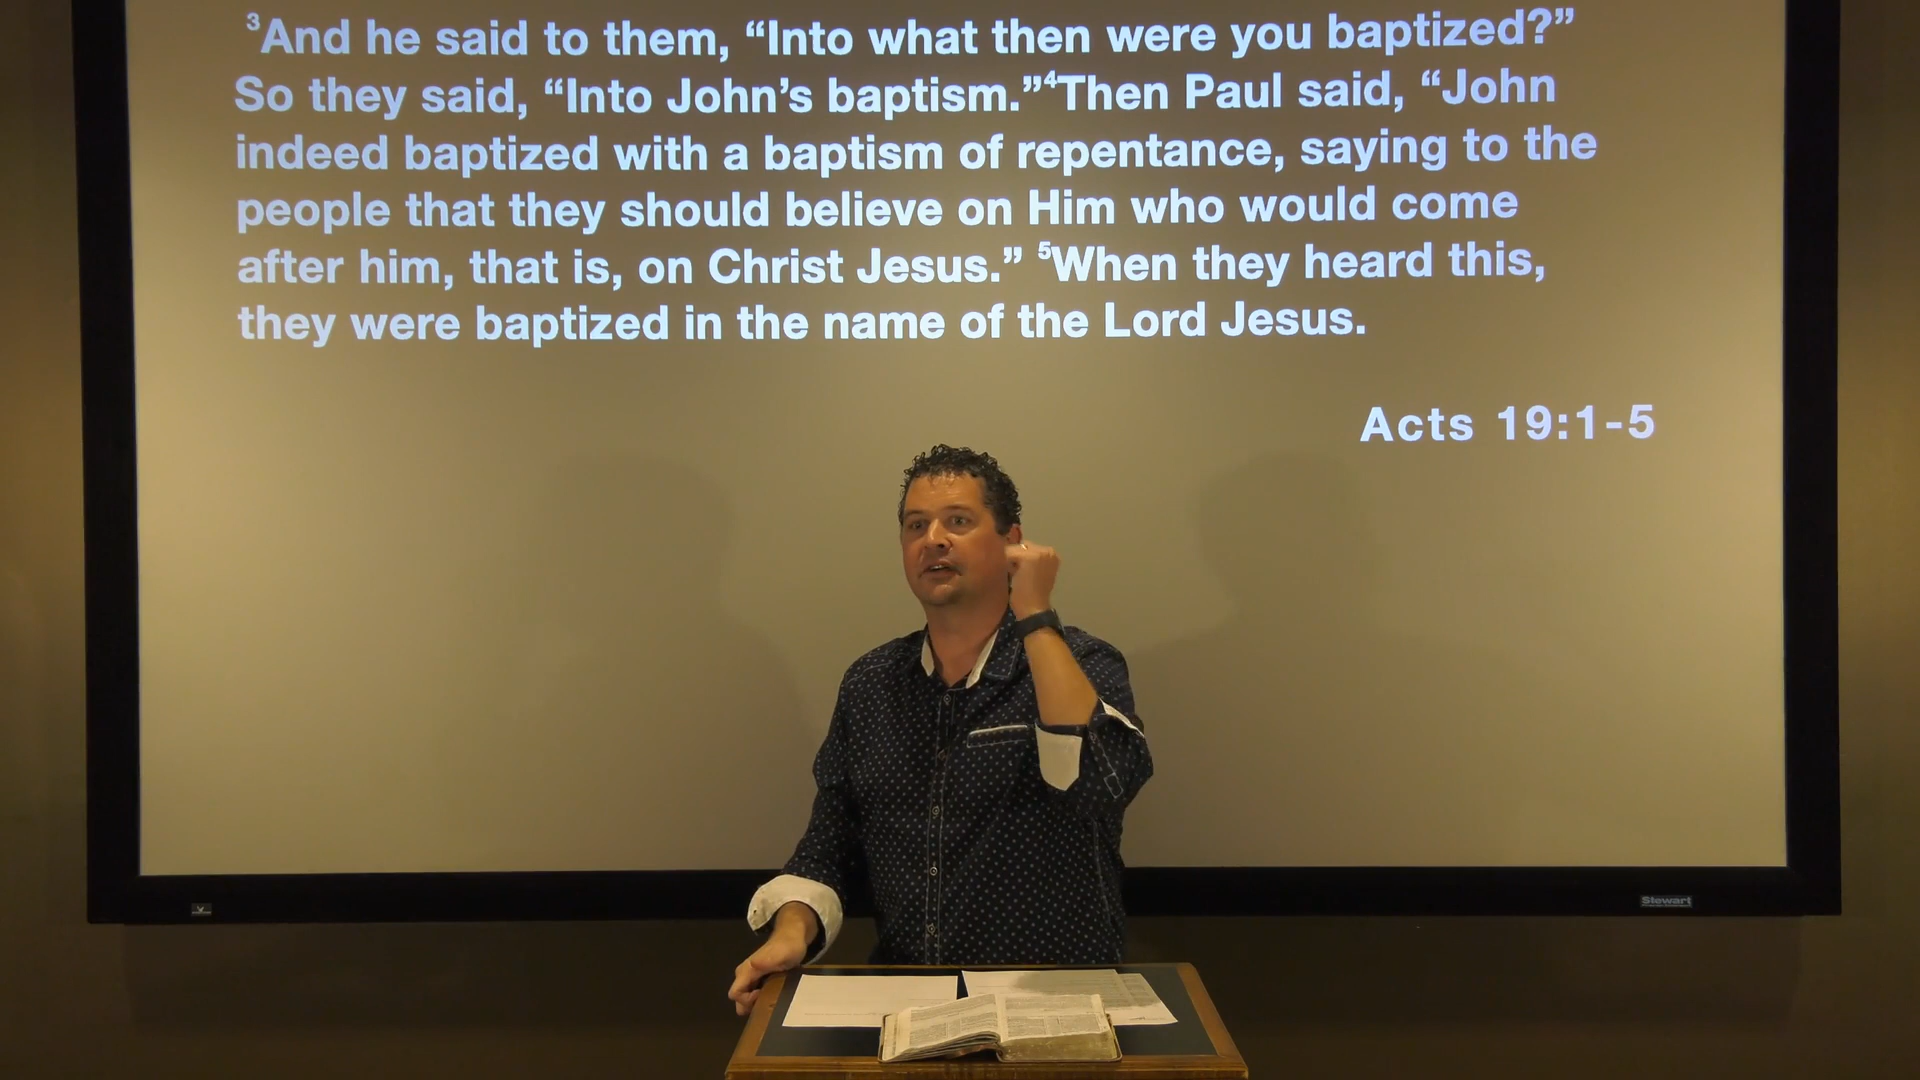 ³And he said to them, “Into what then were you baptized?”
So they said, “Into John’s baptism.”⁴Then Paul said, “John
indeed baptized with a baptism of repentance, saying to the
people that they should believe on Him who would come
after him, that is, on Christ Jesus.” ⁵When they heard this,
they were baptized in the name of the Lord Jesus.
Acts 19:1-5
Stewart